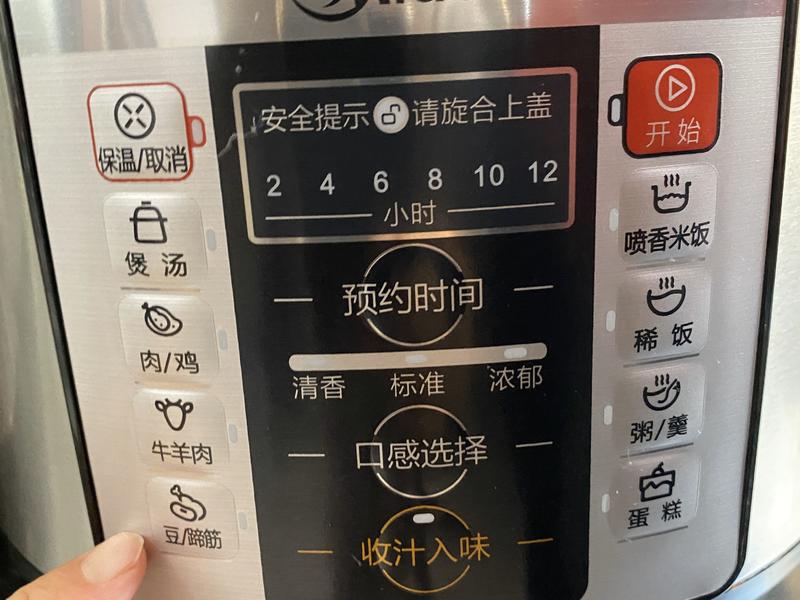 安全提示 请旋合上盖
2 4 6 8 10 12
小时
预约时间
清香 标准 浓郁
口感选择
收汁入味
保温/取消
煲汤
肉/鸡
牛羊肉
豆/蹄筋
开始
喷香米饭
稀饭
粥/羹
蛋糕